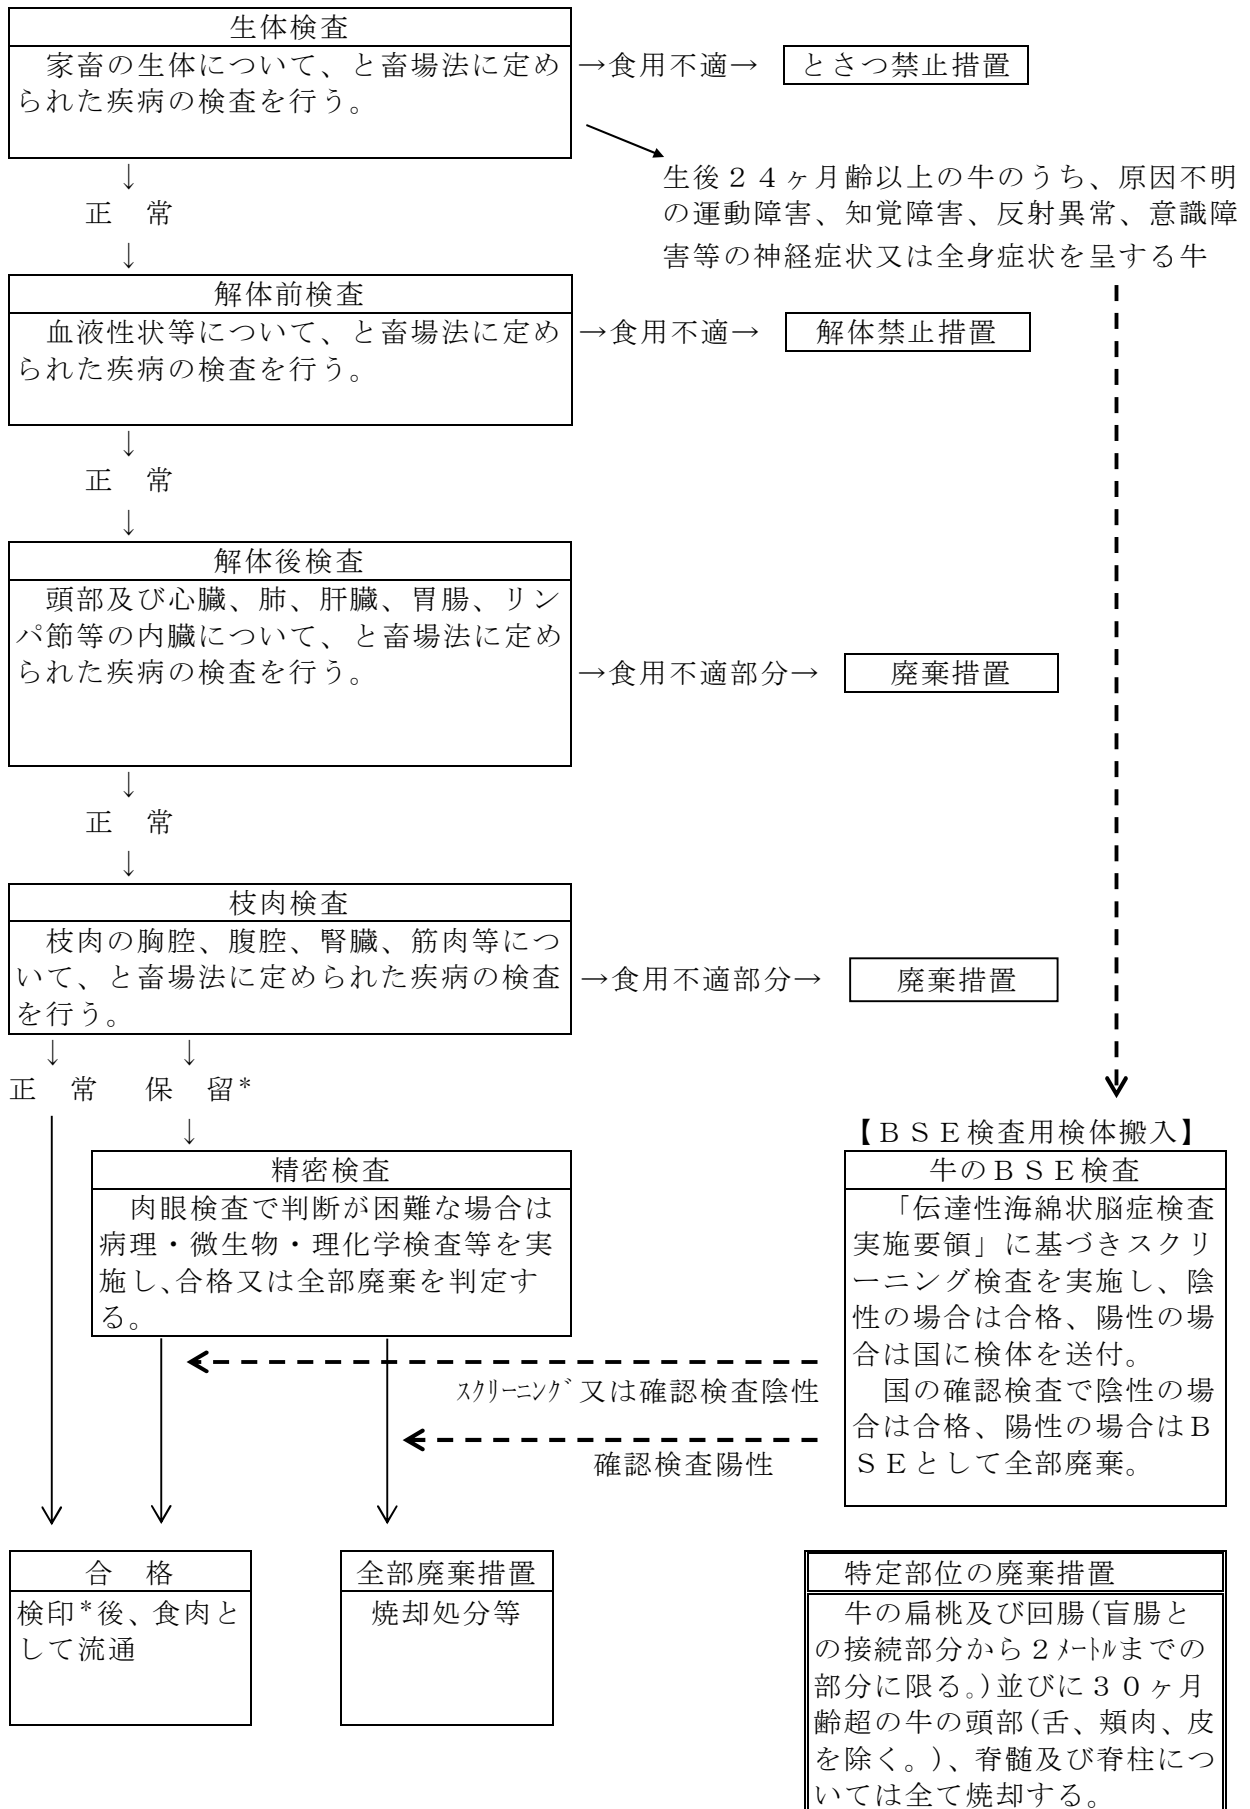 生体検査
家畜の生体について、と畜場法に定め
られた疾病の検査を行う。
→食用不適→
とさつ禁止措置
生後２４ヶ月齢以上の牛のうち、原因不明
の運動障害、知覚障害、反射異常、意識障
害等の神経症状又は全身症状を呈する牛
↓
正　常
↓
解体前検査
血液性状等について、と畜場法に定め
られた疾病の検査を行う。
→食用不適→
解体禁止措置
↓
正　常
↓
解体後検査
頭部及び心臓、肺、肝臓、胃腸、リン
パ節等の内臓について、と畜場法に定め
られた疾病の検査を行う。
→食用不適部分→
廃棄措置
↓
正　常
↓
枝肉検査
枝肉の胸腔、腹腔、腎臓、筋肉等につ
いて、と畜場法に定められた疾病の検査
を行う。
→食用不適部分→
廃棄措置
↓　↓
正　常　保　留*
↓
精密検査
肉眼検査で判断が困難な場合は
病理・微生物・理化学検査等を実
施し、合格又は全部廃棄を判定す
る。
【ＢＳＥ検査用検体搬入】
牛のＢＳＥ検査
「伝達性海綿状脳症検査
実施要領」に基づきスクリ
ーニング検査を実施し、陰
性の場合は合格、陽性の場
合は国に検体を送付。
国の確認検査で陰性の場
合は合格、陽性の場合はＢ
ＳＥとして全部廃棄。
ｽｸﾘｰﾆﾝｸﾞ又は確認検査陰性
確認検査陽性
合　格
検印*後、食肉と
して流通
全部廃棄措置
焼却処分等
特定部位の廃棄措置
牛の扁桃及び回腸(盲腸と
の接続部分から２ﾒｰﾄﾙまでの
部分に限る。)並びに３０ヶ月
齢超の牛の頭部(舌、頬肉、皮
を除く。)、脊髄及び脊柱につ
いては全て焼却する。